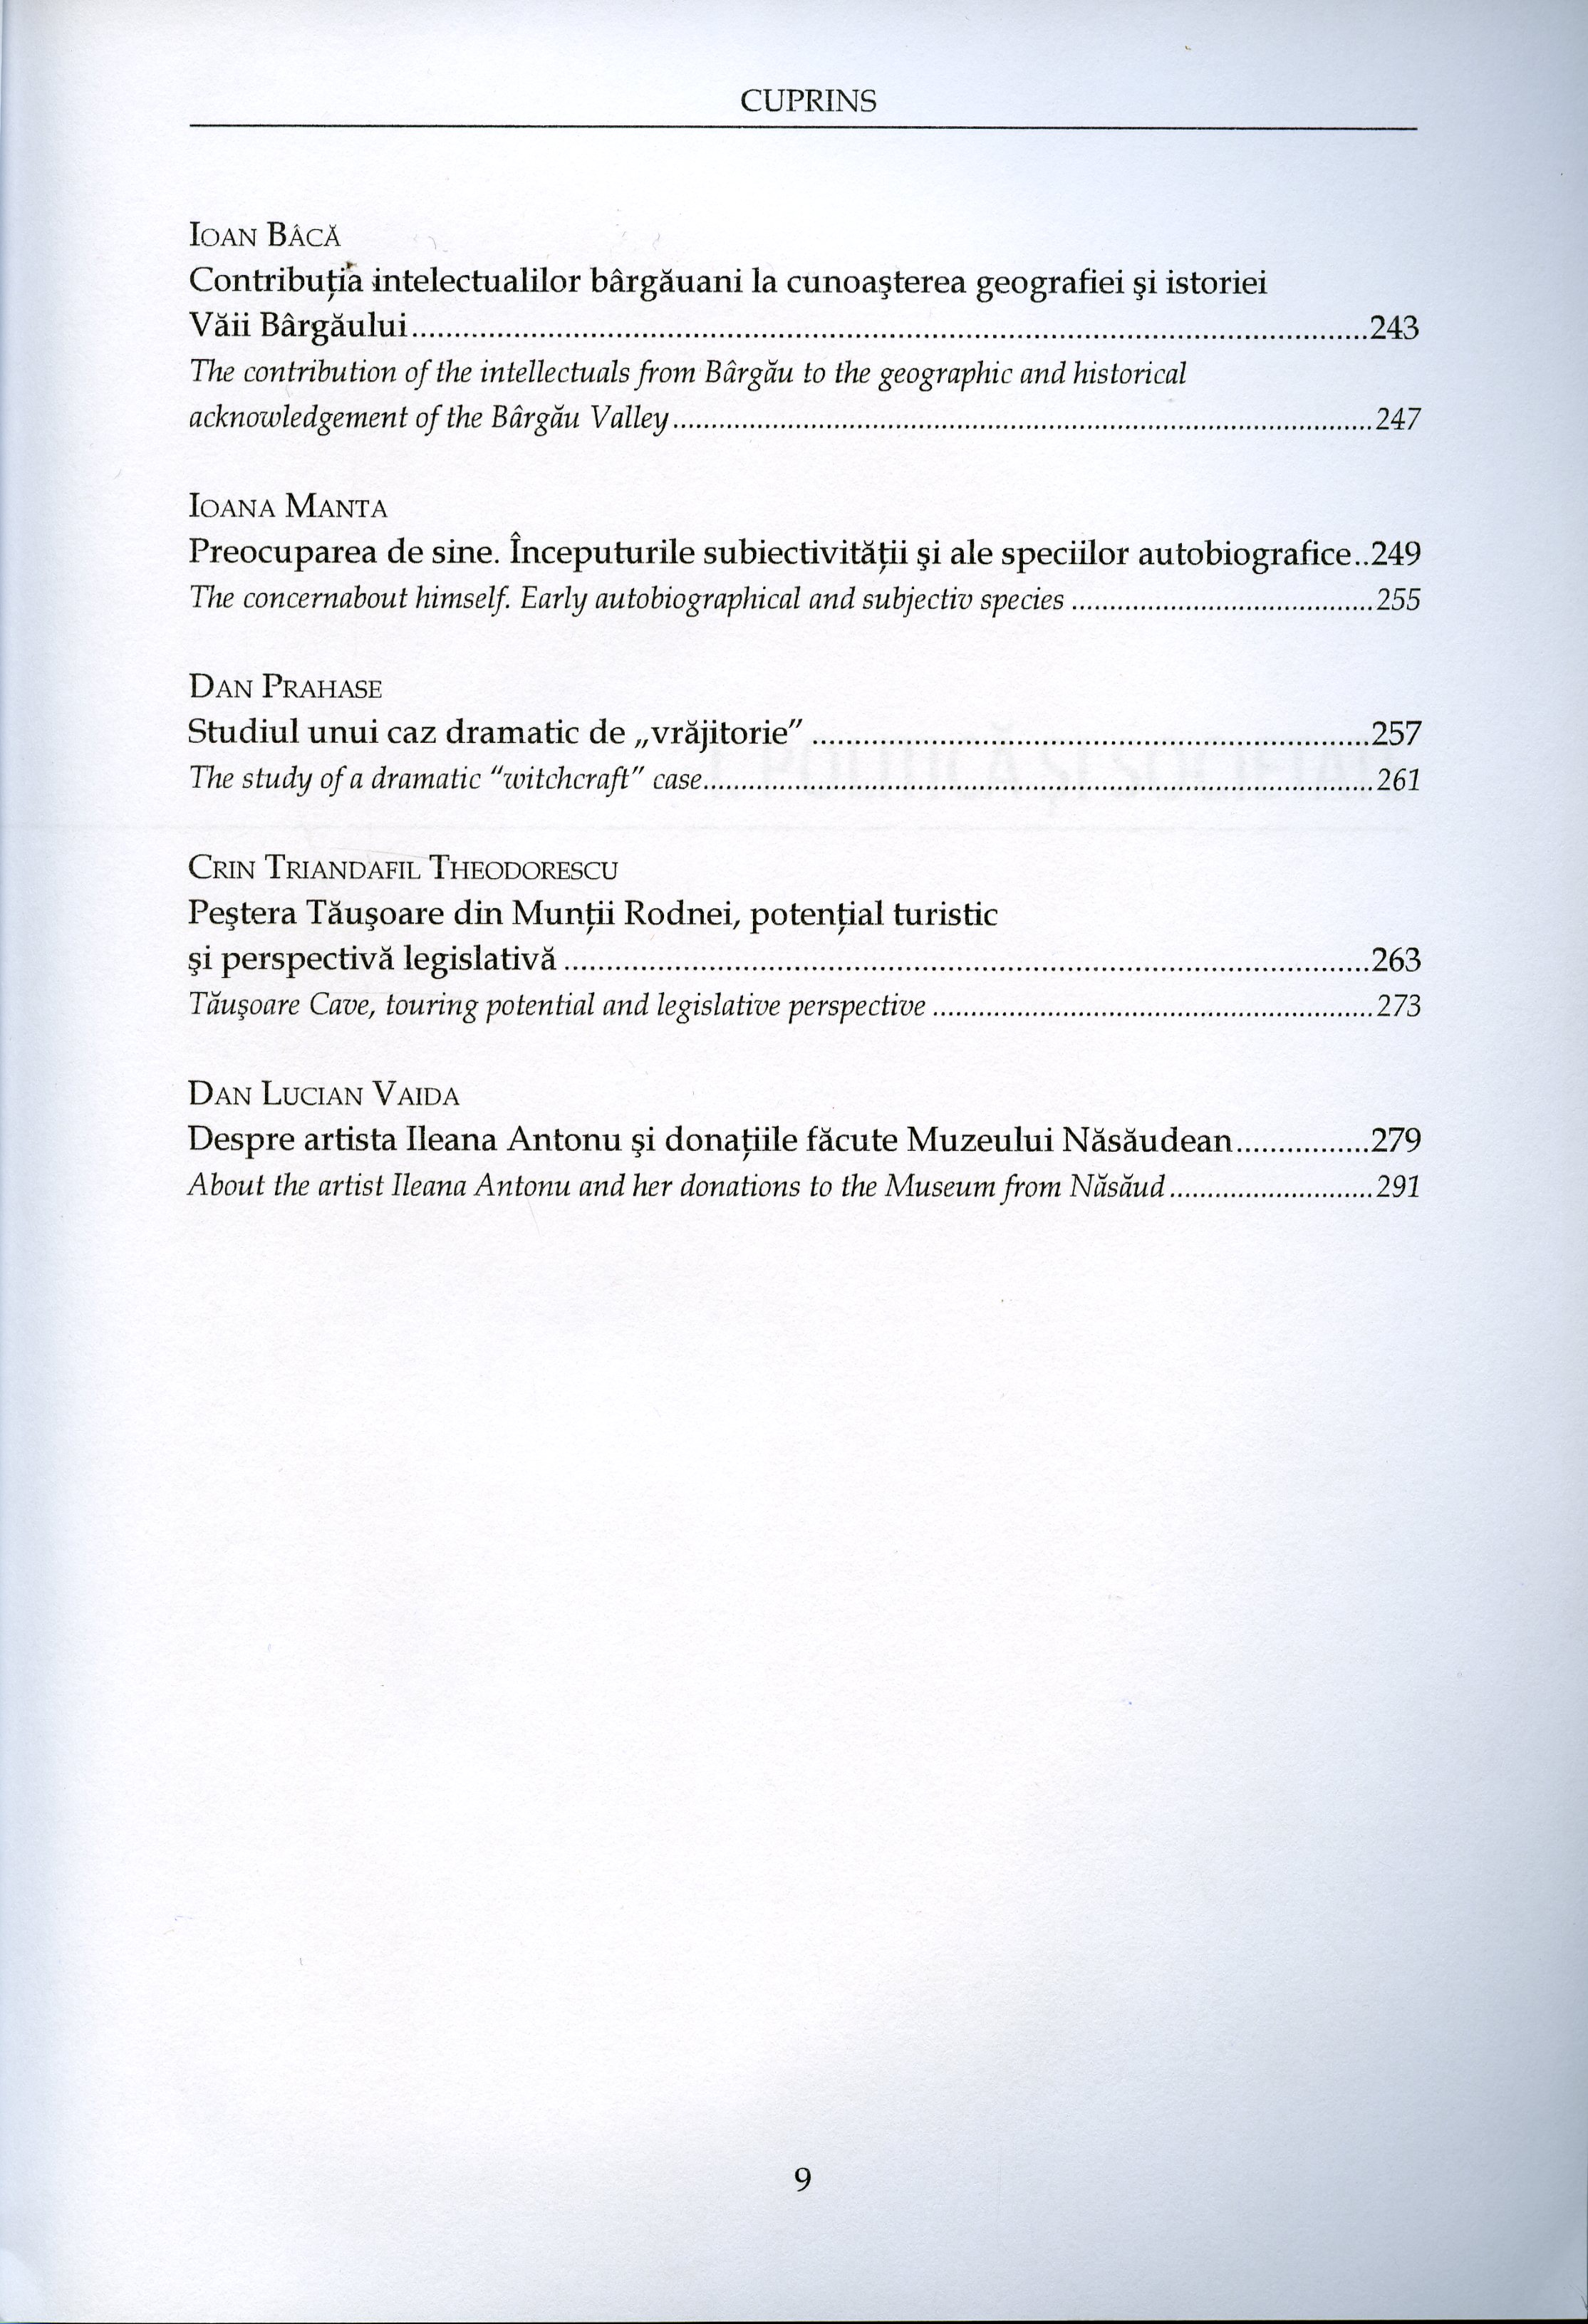 CUPRINS
IOAN BÂCĂ
Contribuţia intelectualilor bârgăuani la cunoaşterea geografiei şi istoriei
Văii Bârgăului..........................................................................................................................243
The contribution of the intellectuals from Bârgău to the geographic and historical
acknowledgement of the Bârgău Valley..........................................................................................247
IOANA MANTA
Preocuparea de sine. Începuturile subiectivităţii şi ale speciilor autobiografice..249
The concernabout himself. Early autobiographical and subjectiv species.......................................255
DAN PRAHASE
Studiul unui caz dramatic de „vrăjitorie” .......................................................................257
The study of a dramatic “witchcraft” case.......................................................................................261
CRIN TRIANDAFIL THEODORESCU
Peştera Tăuşoare din Munţii Rodnei, potenţial turistic
şi perspectivă legislativă.......................................................................................................263
Tăuşoare Cave, touring potential and legislative perspective.........................................................273
DAN LUCIAN VAIDA
Despre artista Ileana Antonu şi donaţiile făcute Muzeului Năsăudean................279
About the artist Ileana Antonu and her donations to the Museum from Năsăud..........................291
9